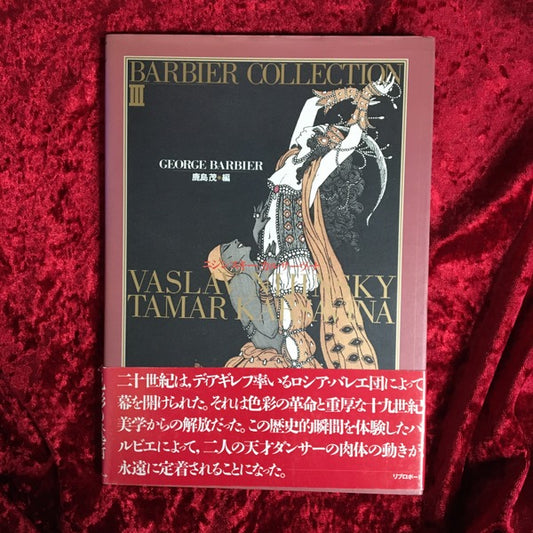 BARBIER COLLECTION
III
GEORGE BARBIER
鹿島茂・編
VASLAV
TAMAR
二十世紀は、ディアギレフ率いるロシア・バレエ団によって
幕を開けられた。それは色彩の革命と重厚な十九世紀
美学からの解放だった。この歴史的瞬間を体験したバ
ルビエによって、二人の天才ダンサーの肉体の動きが
永遠に定着されることになった。
リブロポート